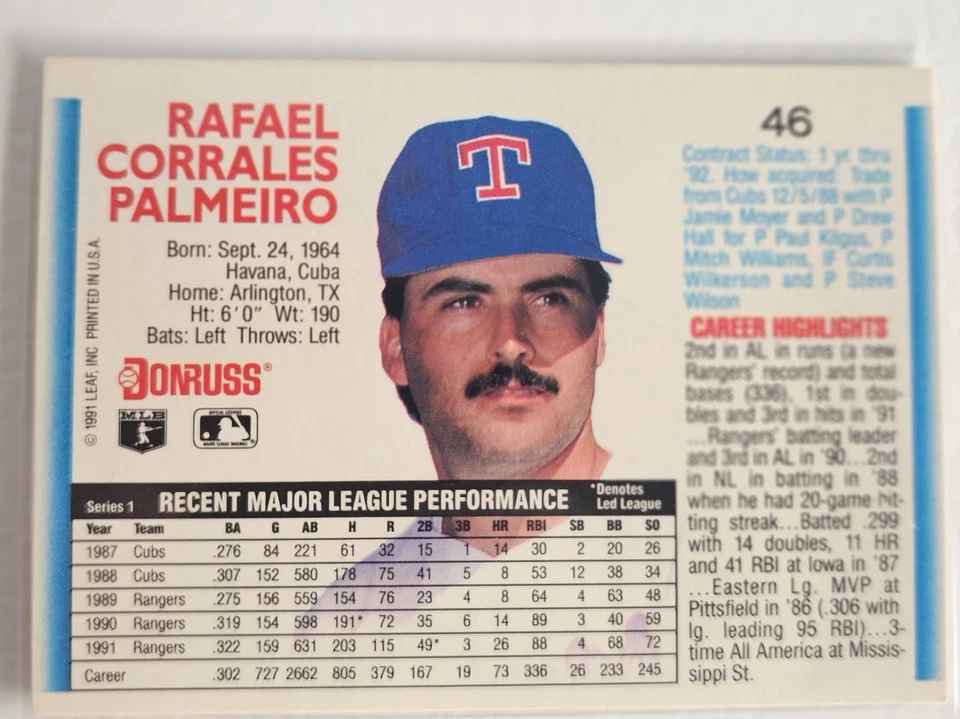 RAFAEL
CORRALES
PALMEIRO
Born: Sept. 24, 1964
Havana, Cuba
Home: Arlington, TX
Ht: 6'0" Wt: 190
Bats: Left Throws: Left
DONRUSS®
MLB
OFFICIAL LICENSEE
MAJOR LEAGUE BASEBALL
© 1991 LEAF, INC PRINTED IN U.S.A.
T
46
Contract Status: 1 yr. thru
'92. How acquired: Trade
from Cubs 12/5/88 with P
Jamie Moyer and P Drew
Hall for P Paul Kilgus, P
Mitch Williams, IF Curtis
Wilkerson and P Steve
Wilson
CAREER HIGHLIGHTS
2nd in AL in runs (a new
Rangers' record) and total
bases (336), 1st in dou-
bles and 3rd in hits in '91
...Rangers' batting leader
and 3rd in AL in '90...2nd
in NL in batting in '88
when he had 20-game hit-
ting streak...Batted .299
with 14 doubles, 11 HR
and 41 RBI at Iowa in '87
...Eastern Lg. MVP at
Pittsfield in '86 (.306 with
lg. leading 95 RBI)...3-
time All America at Missis-
sippi St.
Series 1 RECENT MAJOR LEAGUE PERFORMANCE *Denotes
Led League
Year Team BA G AB H R 2B 3B HR RBI SB BB SO
1987 Cubs .276 84 221 61 32 15 1 14 30 2 20 26
1988 Cubs .307 152 580 178 75 41 5 8 53 12 38 34
1989 Rangers .275 156 559 154 76 23 4 8 64 4 63 48
1990 Rangers .319 154 598 191* 72 35 6 14 89 3 40 59
1991 Rangers .322 159 631 203 115 49* 3 26 88 4 68 72
Career .302 727 2662 805 379 167 19 73 336 26 233 245